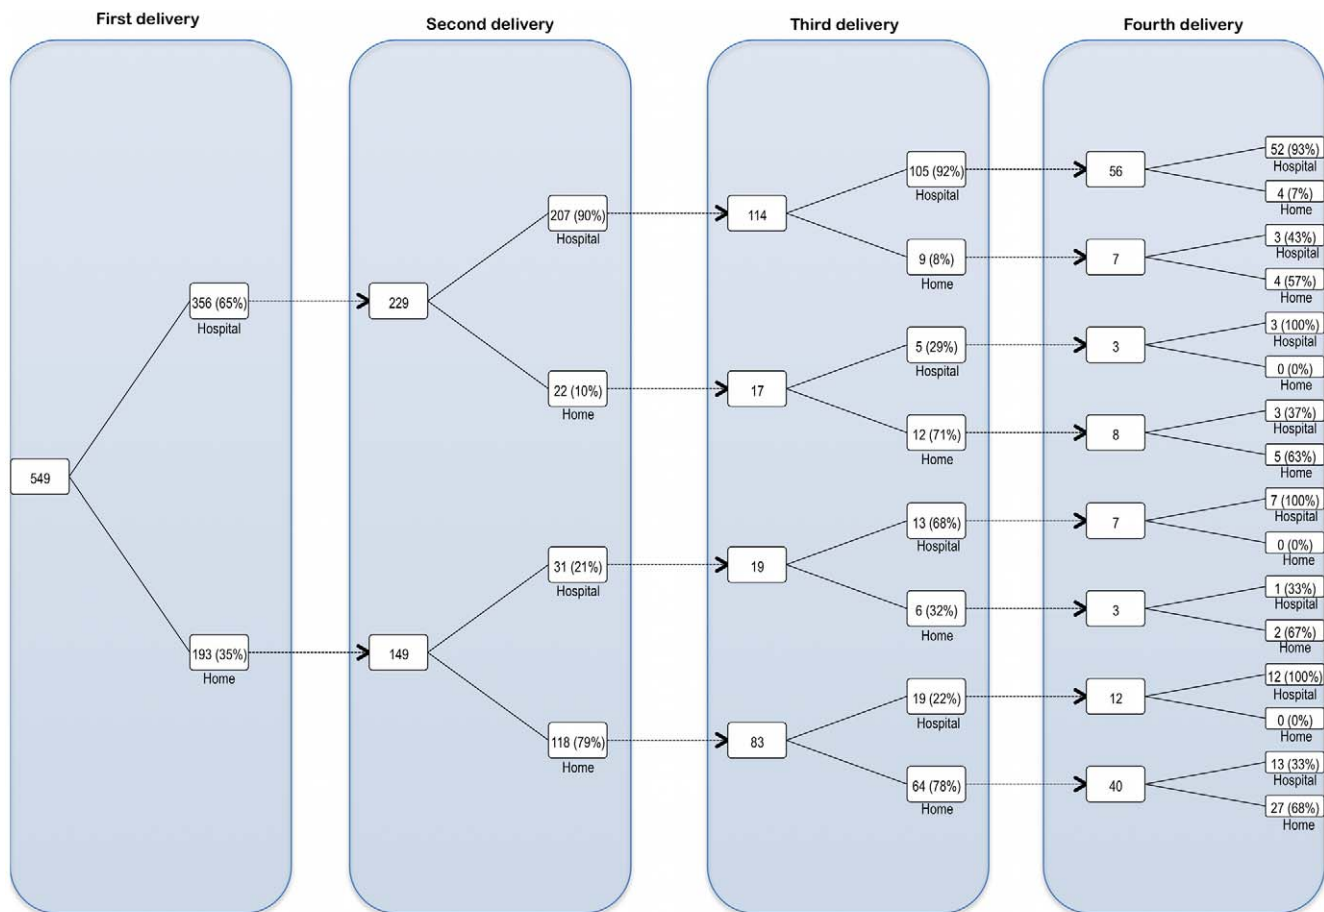 First delivery
Second delivery
Third delivery
Fourth delivery
549
356 (65%)
Hospital
193 (35%)
Home
229
207 (90%)
Hospital
22 (10%)
Home
149
31 (21%)
Hospital
118 (79%)
Home
114
105 (92%)
Hospital
9 (8%)
Home
17
5 (29%)
Hospital
12 (71%)
Home
19
13 (68%)
Hospital
6 (32%)
Home
83
19 (22%)
Hospital
64 (78%)
Home
56
52 (93%)
Hospital
4 (7%)
Home
7
3 (43%)
Hospital
4 (57%)
Home
3
3 (100%)
Hospital
0 (0%)
Home
8
3 (37%)
Hospital
5 (63%)
Home
7
7 (100%)
Hospital
0 (0%)
Home
3
1 (33%)
Hospital
2 (67%)
Home
12
12 (100%)
Hospital
0 (0%)
Home
40
13 (33%)
Hospital
27 (68%)
Home